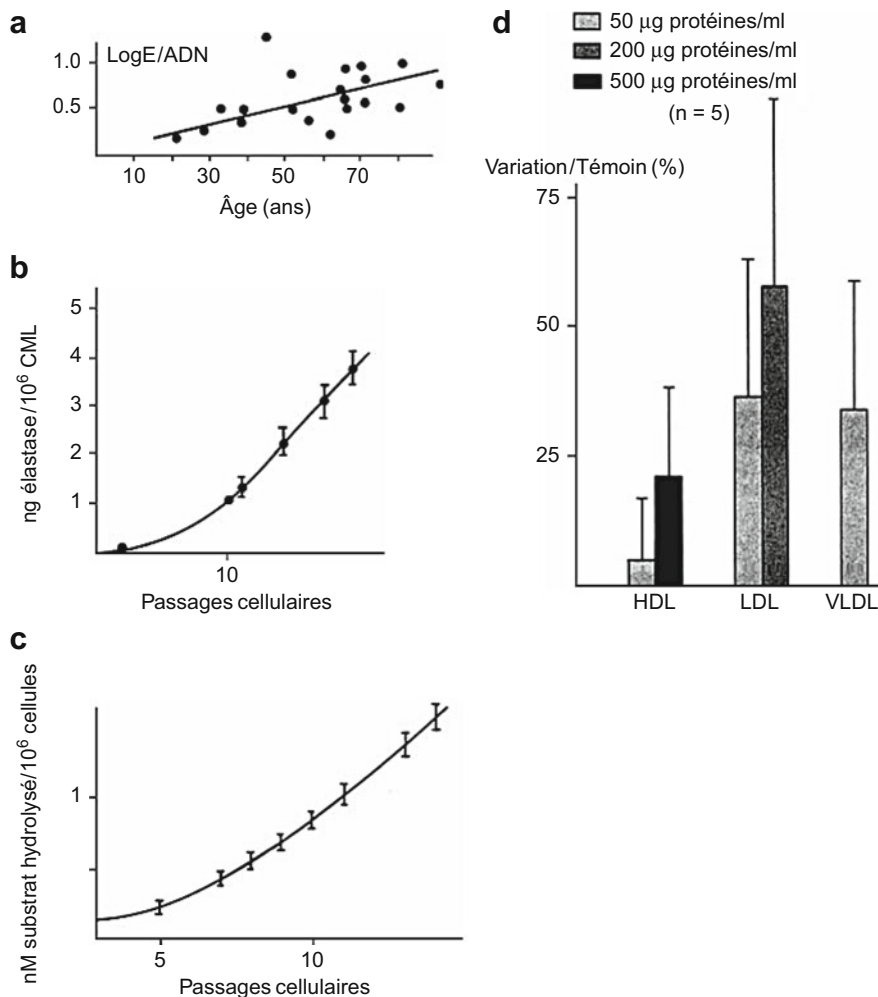 a
LogE/ADN
1.0
0.5
10 30 50 70
Âge (ans)
b
ng élastase/10⁶ CML
5
4
3
2
1
10
Passages cellulaires
c
nM substrat hydrolysé/10⁶ cellules
1
5 10
Passages cellulaires
d
50 µg protéines/ml
200 µg protéines/ml
500 µg protéines/ml
(n = 5)
Variation/Témoin (%)
75
50
25
HDL LDL VLDL